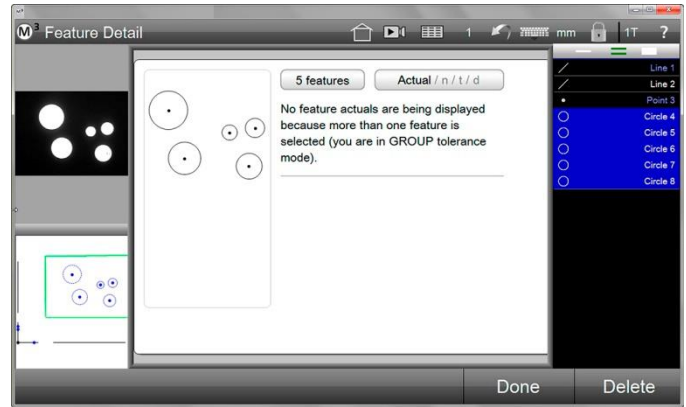 M³ Feature Detail
1
mm
1T
?
5 features
Actual / n / t / d
No feature actuals are being displayed
because more than one feature is
selected (you are in GROUP tolerance
mode).
Line 1
Line 2
Point 3
Circle 4
Circle 5
Circle 6
Circle 7
Circle 8
Done
Delete